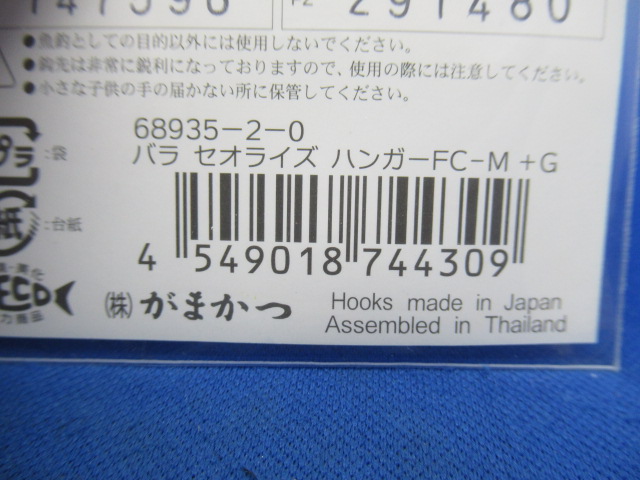 291480
●魚釣としての目的以外には使用しないでください。
●鈎先は非常に鋭利になっておりますので、使用の際には注意してください。
●小さな子供の手の届かない所に保管してください。
68935-2-0
プラ :袋
バラ セオライズ ハンガーFC-M +G
紙 :台紙
4 549018 744309
ECO
㈱ がまかつ
Hooks made in Japan
Assembled in Thailand